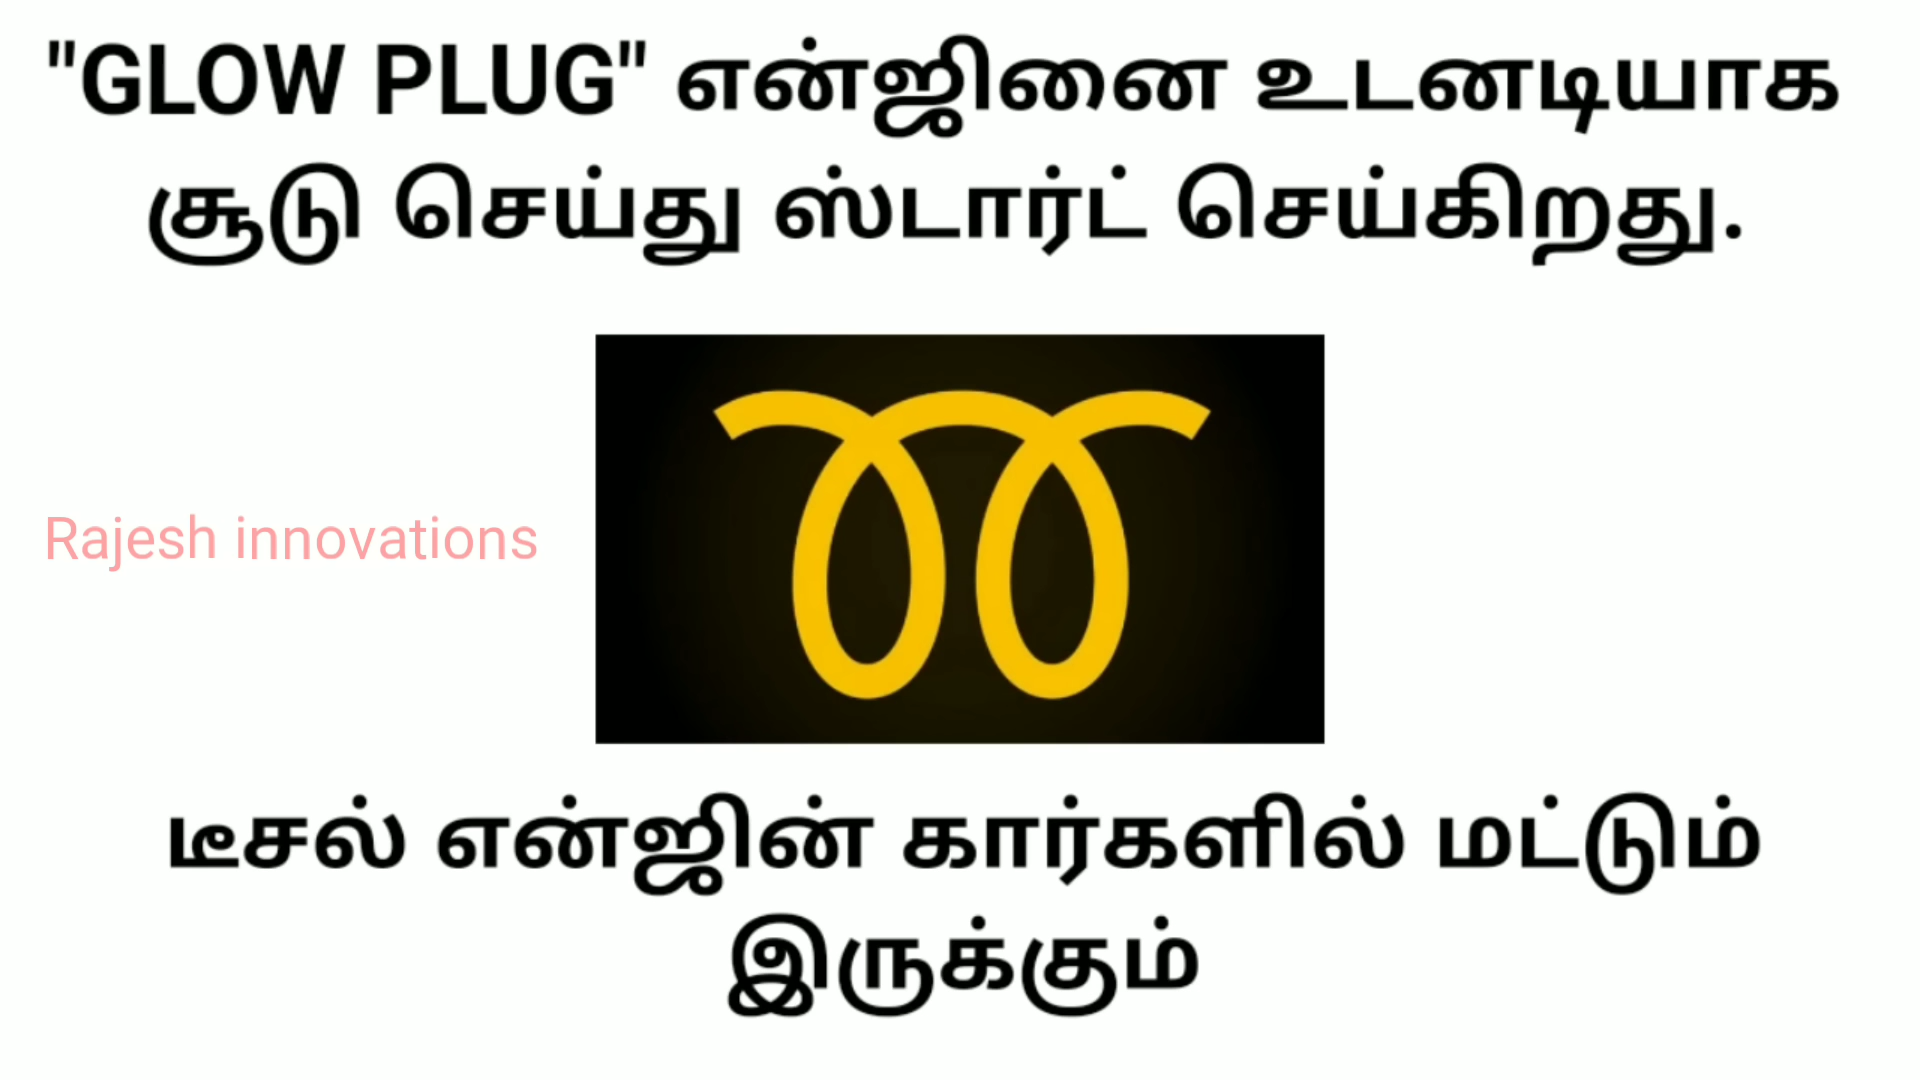 "GLOW PLUG" என்ஜினை உடனடியாக
சூடு செய்து ஸ்டார்ட் செய்கிறது.
Rajesh innovations
டீசல் என்ஜின் கார்களில் மட்டும்
இருக்கும்